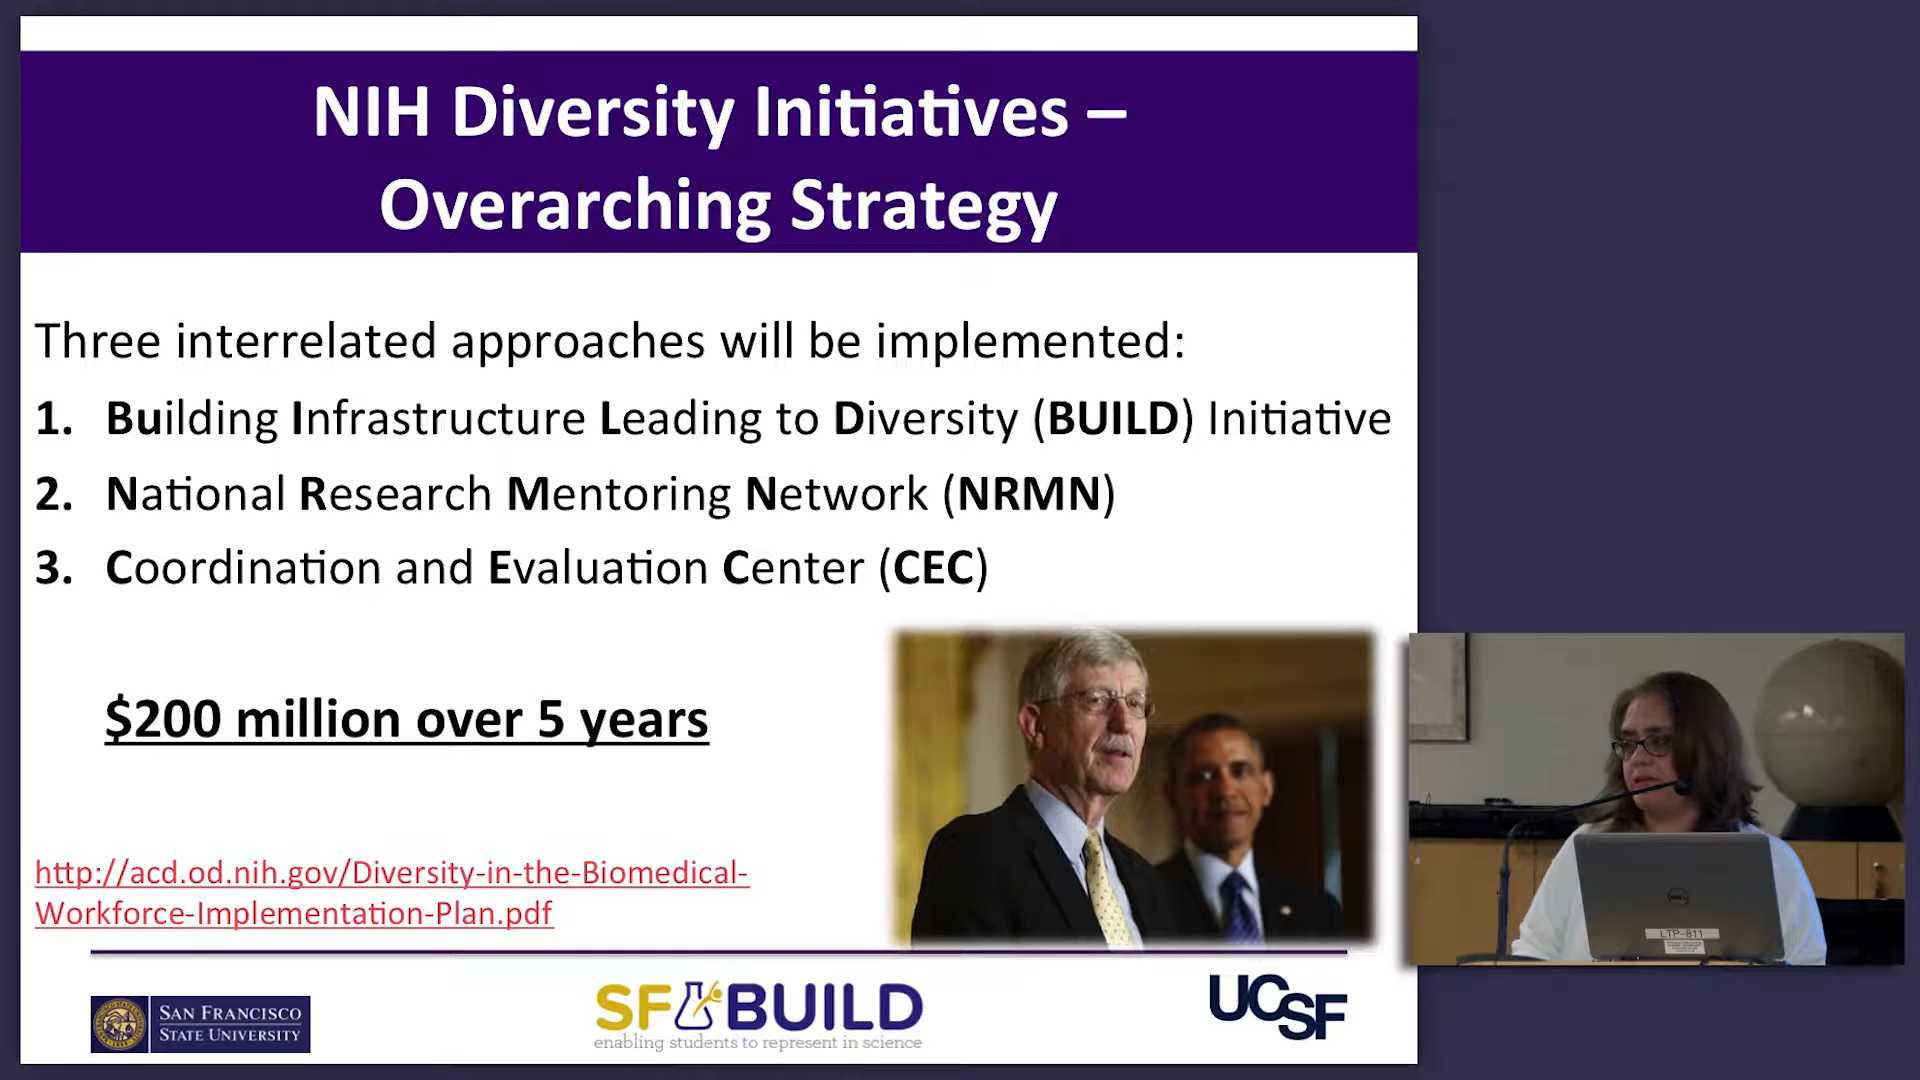 NIH Diversity Initiatives –
Overarching Strategy
Three interrelated approaches will be implemented:
1. Building Infrastructure Leading to Diversity (BUILD) Initiative
2. National Research Mentoring Network (NRMN)
3. Coordination and Evaluation Center (CEC)
$200 million over 5 years
http://acd.od.nih.gov/Diversity-in-the-Biomedical-
Workforce-Implementation-Plan.pdf
SAN FRANCISCO
STATE UNIVERSITY
SF BUILD
enabling students to represent in science
UCSF
DELL
LTP-811